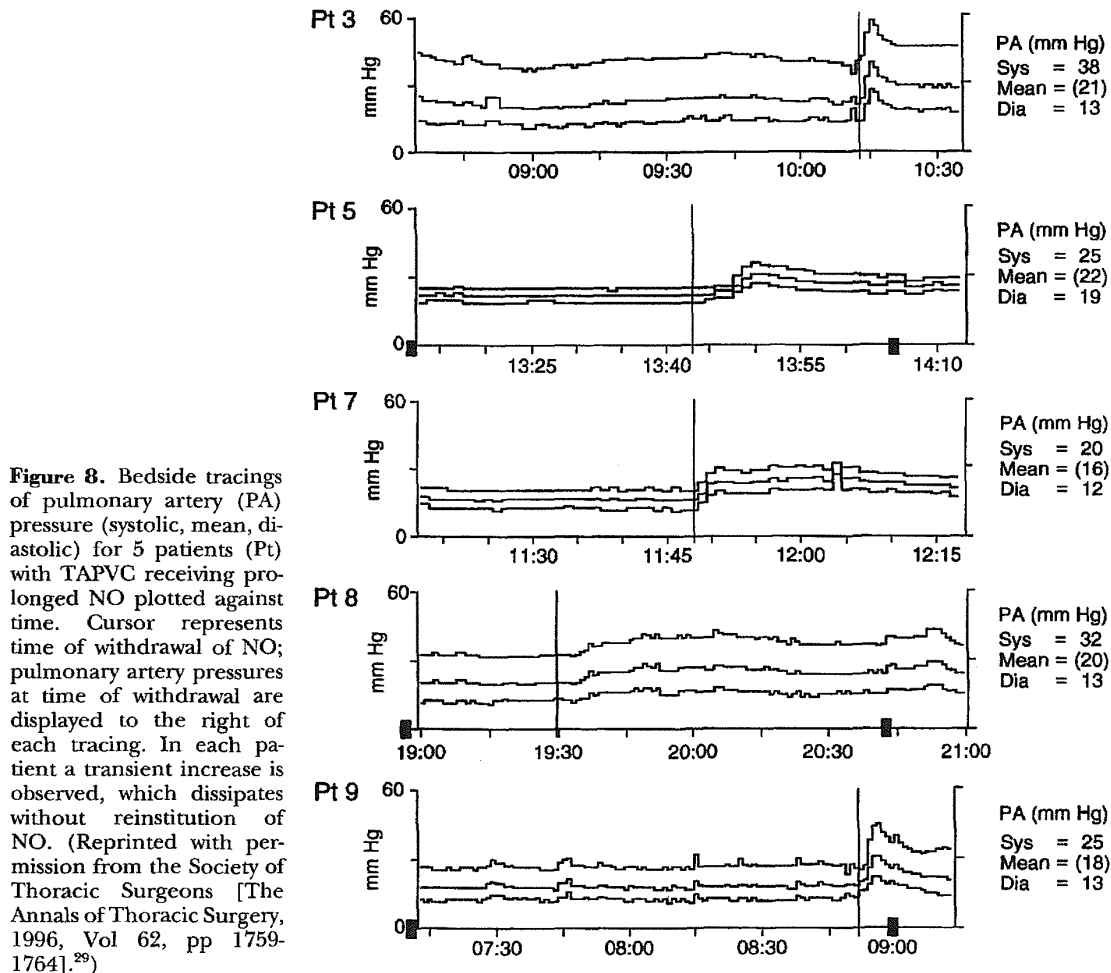 Pt 3
60
mm Hg
0
09:00 09:30 10:00 10:30
PA (mm Hg)
Sys = 38
Mean = (21)
Dia = 13
Pt 5
60
mm Hg
0
13:25 13:40 13:55 14:10
PA (mm Hg)
Sys = 25
Mean = (22)
Dia = 19
Pt 7
60
mm Hg
0
11:30 11:45 12:00 12:15
PA (mm Hg)
Sys = 20
Mean = (16)
Dia = 12
Pt 8
60
mm Hg
0
19:00 19:30 20:00 20:30 21:00
PA (mm Hg)
Sys = 32
Mean = (20)
Dia = 13
Pt 9
60
mm Hg
0
07:30 08:00 08:30 09:00
PA (mm Hg)
Sys = 25
Mean = (18)
Dia = 13
Figure 8. Bedside tracings
of pulmonary artery (PA)
pressure (systolic, mean, di-
astolic) for 5 patients (Pt)
with TAPVC receiving pro-
longed NO plotted against
time. Cursor represents
time of withdrawal of NO;
pulmonary artery pressures
at time of withdrawal are
displayed to the right of
each tracing. In each pa-
tient a transient increase is
observed, which dissipates
without reinstitution of
NO. (Reprinted with per-
mission from the Society of
Thoracic Surgeons [The
Annals of Thoracic Surgery,
1996, Vol 62, pp 1759-
1764].29)